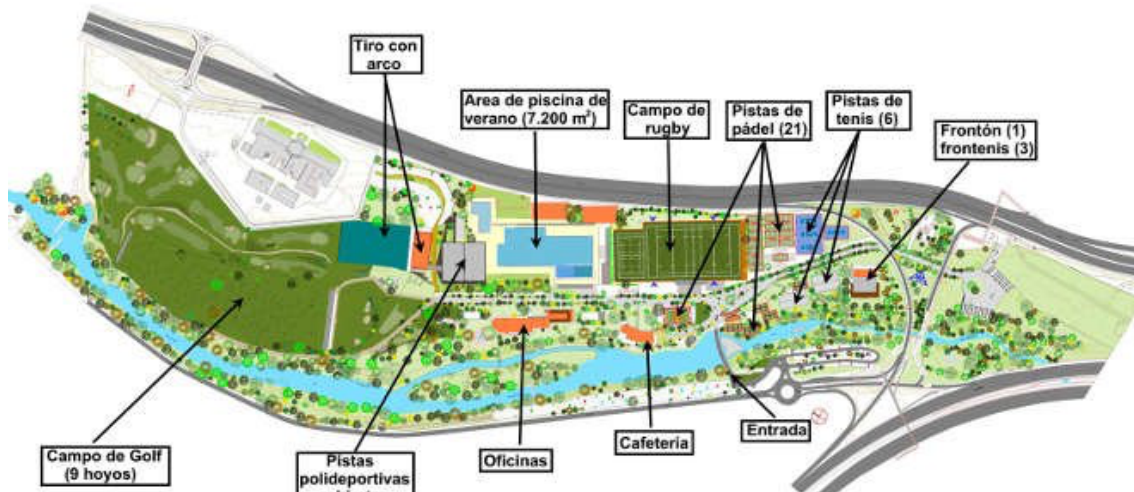 Tiro con
arco
Area de piscina de
verano (7.200 m²)
Campo de
rugby
Pistas de
pádel (21)
Pistas de
tenis (6)
Frontón (1)
frontenis (3)
Campo de Golf
(9 hoyos)
Pistas
polideportivas
Oficinas
Cafetería
Entrada